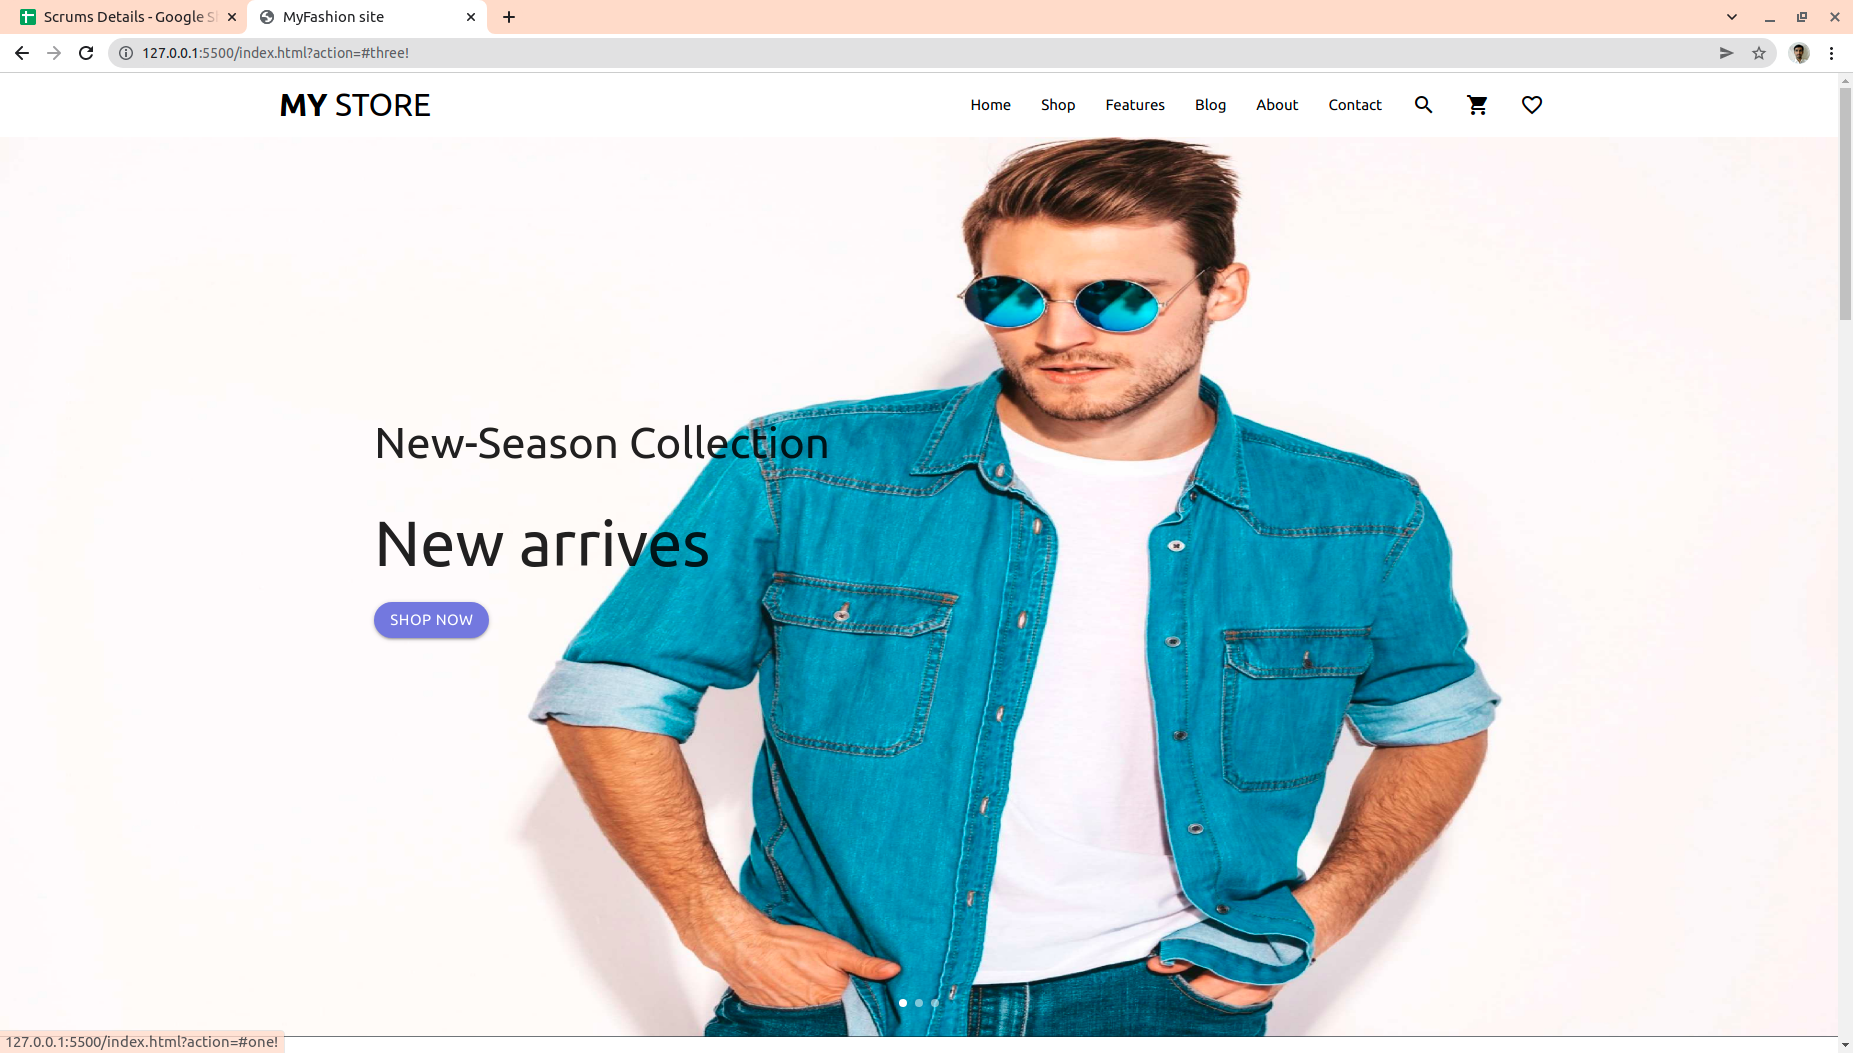 Scrums Details - Google S
MyFashion site
127.0.0.1:5500/index.html?action=#three!
MY STORE
Home Shop Features Blog About Contact
New-Season Collection
New arrives
SHOP NOW
127.0.0.1:5500/index.html?action=#one!